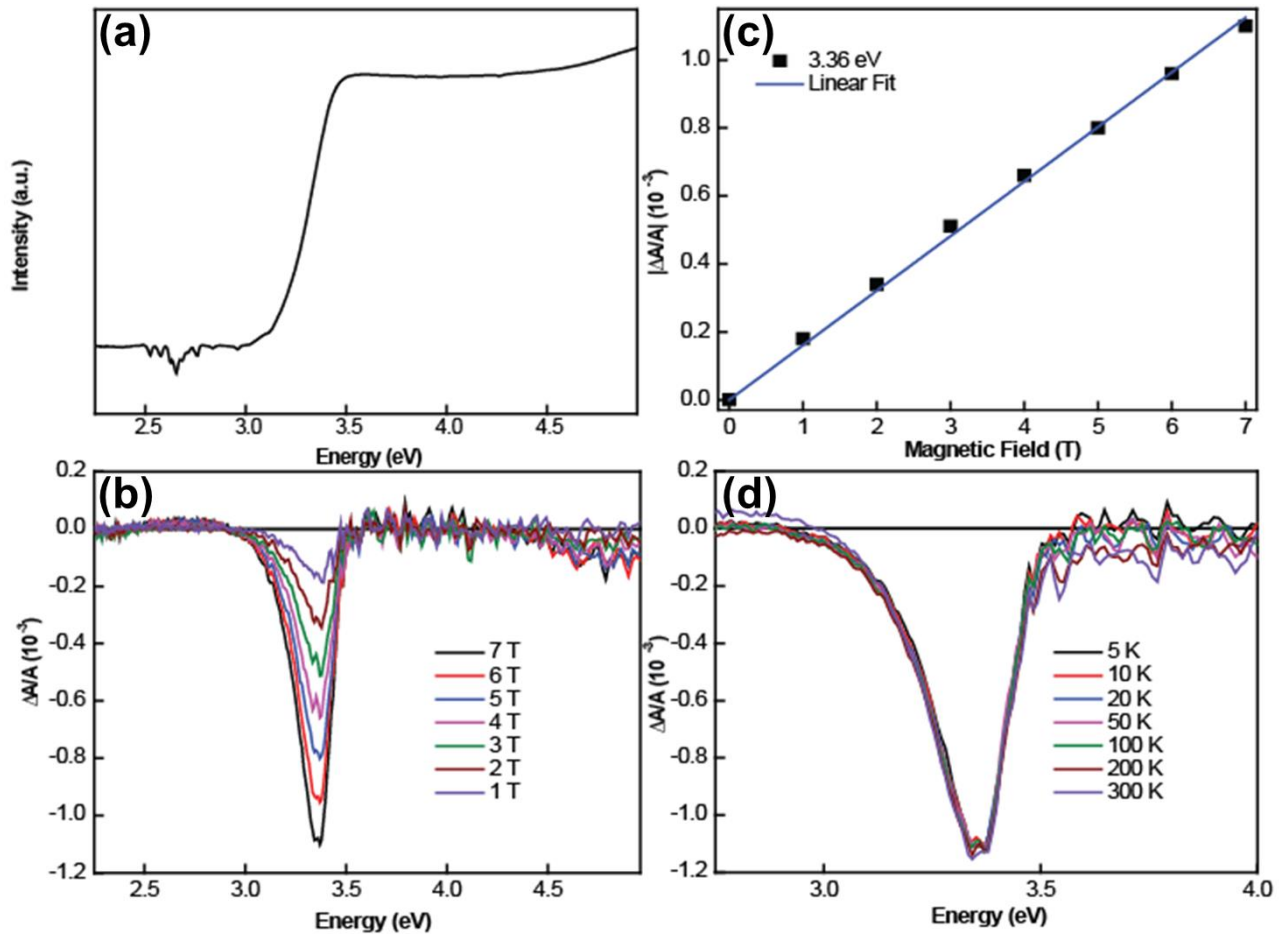 (a)
Intensity (a.u.)
2.5 3.0 3.5 4.0 4.5
Energy (eV)
(c)
3.36 eV
Linear Fit
|ΔA/A| (10 -3)
1.0
0.8
0.6
0.4
0.2
0.0
0 1 2 3 4 5 6 7
Magnetic Field (T)
(b)
ΔA/A (10-3)
0.2
0.0
-0.2
-0.4
-0.6
-0.8
-1.0
-1.2
7 T
6 T
5 T
4 T
3 T
2 T
1 T
2.5 3.0 3.5 4.0 4.5
Energy (eV)
(d)
ΔA/A (10-3)
0.2
0.0
-0.2
-0.4
-0.6
-0.8
-1.0
-1.2
5 K
10 K
20 K
50 K
100 K
200 K
300 K
3.0 3.5 4.0
Energy (eV)